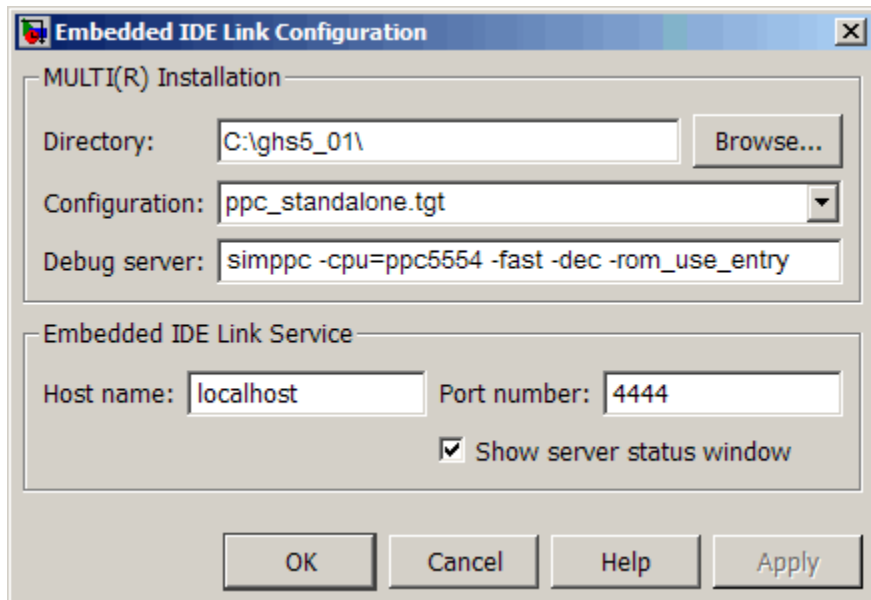 Embedded IDE Link Configuration
MULTI(R) Installation
Directory: C:\ghs5_01\ Browse...
Configuration: ppc_standalone.tgt
Debug server: simppc -cpu=ppc5554 -fast -dec -rom_use_entry
Embedded IDE Link Service
Host name: localhost Port number: 4444
Show server status window
OK Cancel Help Apply